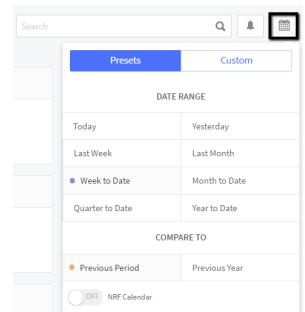 Search
Presets Custom
DATE RANGE
Today Yesterday
Last Week Last Month
Week to Date Month to Date
Quarter to Date Year to Date
COMPARE TO
Previous Period Previous Year
OFF NRF Calendar